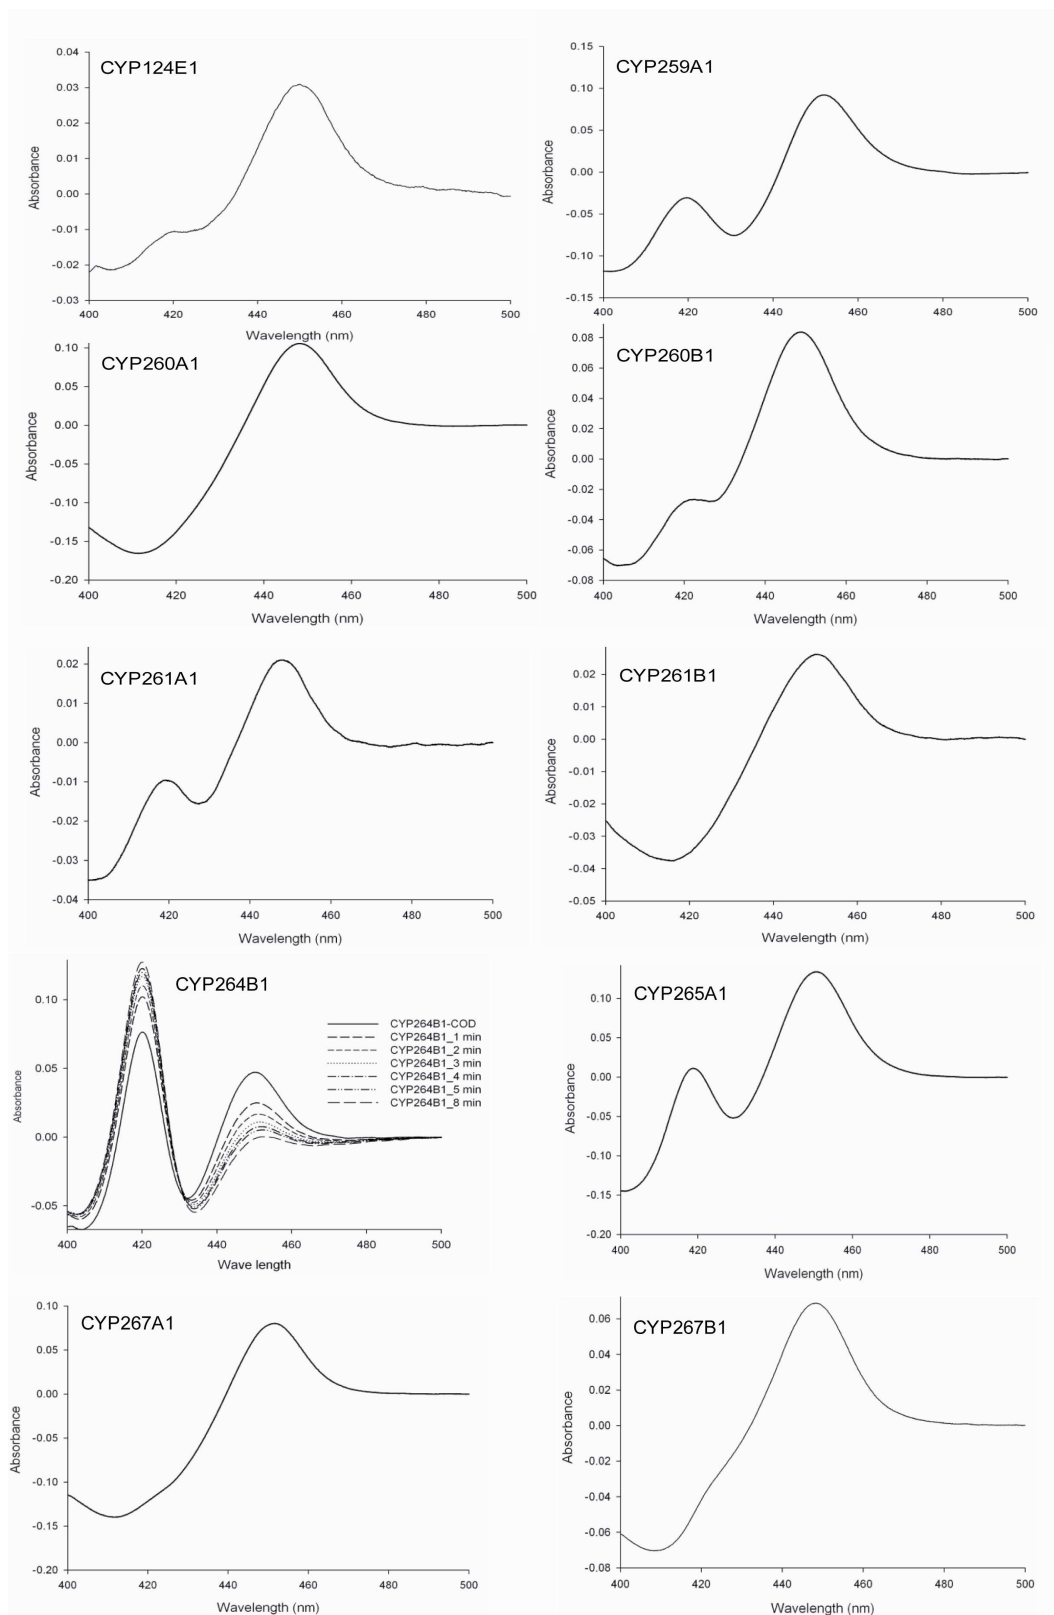 CYP124E1
Absorbance
0.04
0.03
0.02
0.01
0.00
-0.01
-0.02
-0.03
400 420 440 460 480 500
Wavelength (nm)
CYP259A1
Absorbance
0.15
0.10
0.05
0.00
-0.05
-0.10
-0.15
400 420 440 460 480 500
CYP260A1
Absorbance
0.10
0.05
0.00
-0.05
-0.10
-0.15
-0.20
400 420 440 460 480 500
Wavelength (nm)
CYP260B1
Absorbance
0.08
0.06
0.04
0.02
0.00
-0.02
-0.04
-0.06
-0.08
400 420 440 460 480 500
Wavelength (nm)
CYP261A1
Absorbance
0.02
0.01
0.00
-0.01
-0.02
-0.03
-0.04
400 420 440 460 480 500
Wavelength (nm)
CYP261B1
Absorbance
0.02
0.01
0.00
-0.01
-0.02
-0.03
-0.04
-0.05
400 420 440 460 480 500
Wavelength (nm)
CYP264B1
Absorbance
0.10
0.05
0.00
-0.05
CYP264B1-COD
CYP264B1_1 min
CYP264B1_2 min
CYP264B1_3 min
CYP264B1_4 min
CYP264B1_5 min
CYP264B1_8 min
400 420 440 460 480 500
Wave length
CYP265A1
Absorbance
0.10
0.05
0.00
-0.05
-0.10
-0.15
-0.20
400 420 440 460 480 500
Wavelength (nm)
CYP267A1
Absorbance
0.10
0.05
0.00
-0.05
-0.10
-0.15
-0.20
400 420 440 460 480 500
Wavelength (nm)
CYP267B1
Absorbance
0.06
0.04
0.02
0.00
-0.02
-0.04
-0.06
-0.08
400 420 440 460 480 500
Wavelength (nm)